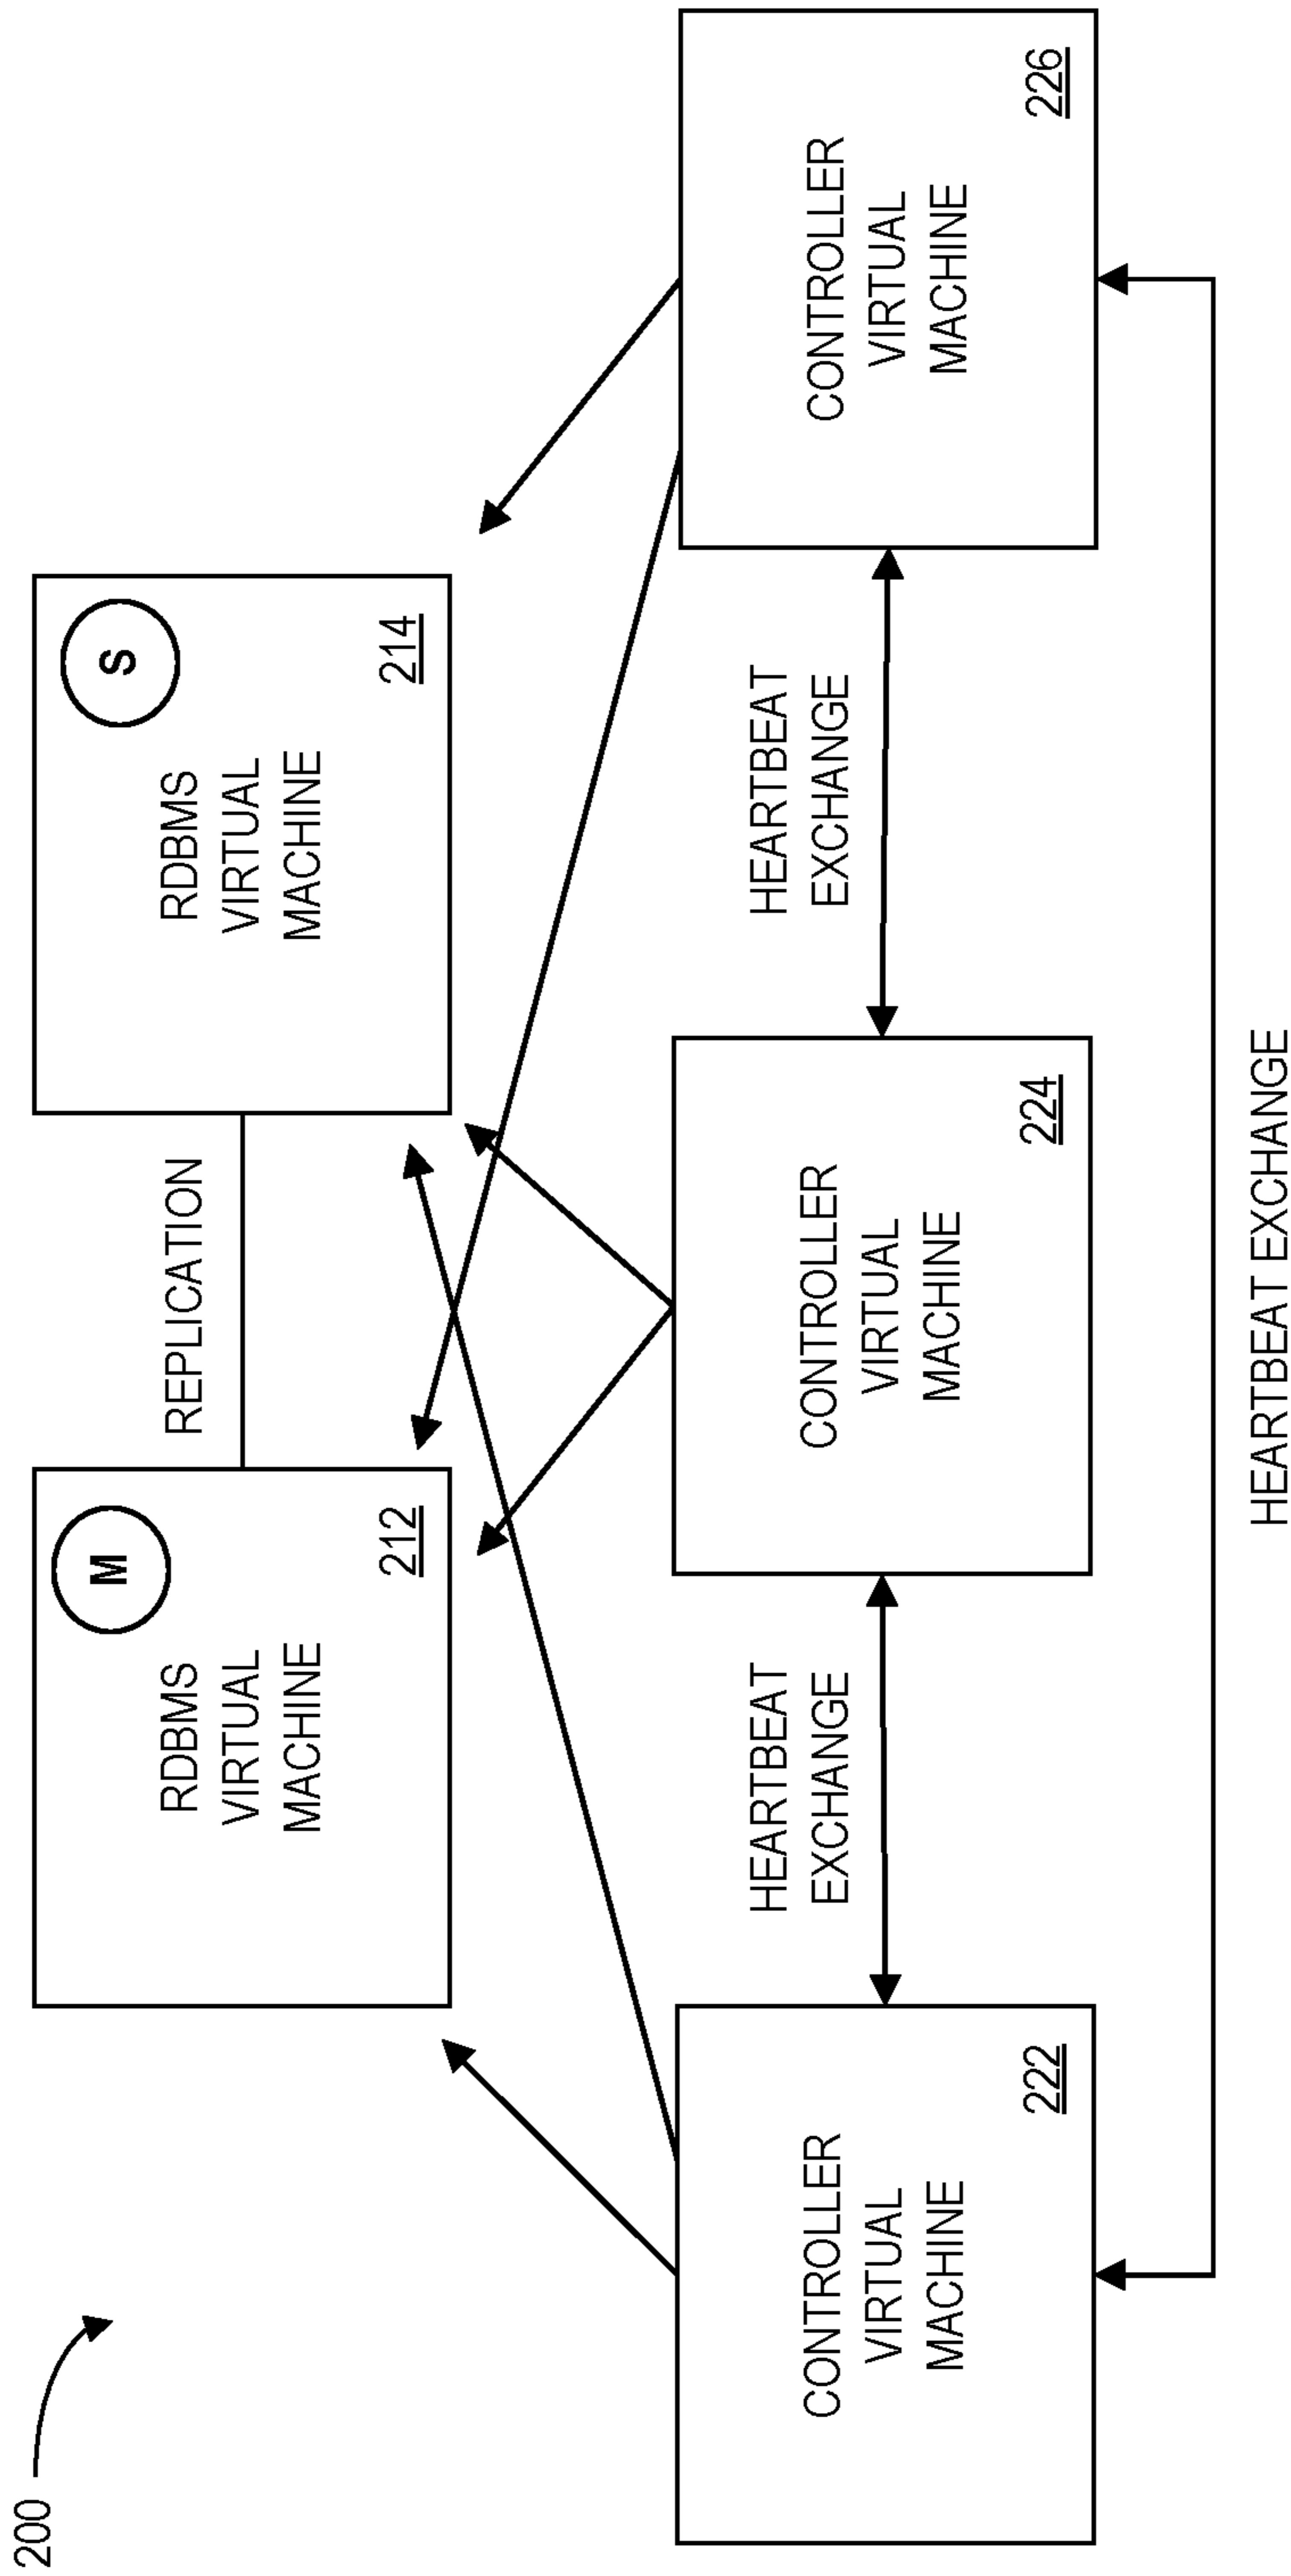 200
RDBMS
VIRTUAL
MACHINE
M
212
REPLICATION
RDBMS
VIRTUAL
MACHINE
S
214
CONTROLLER
VIRTUAL
MACHINE
222
HEARTBEAT
EXCHANGE
CONTROLLER
VIRTUAL
MACHINE
224
HEARTBEAT
EXCHANGE
CONTROLLER
VIRTUAL
MACHINE
226
HEARTBEAT EXCHANGE